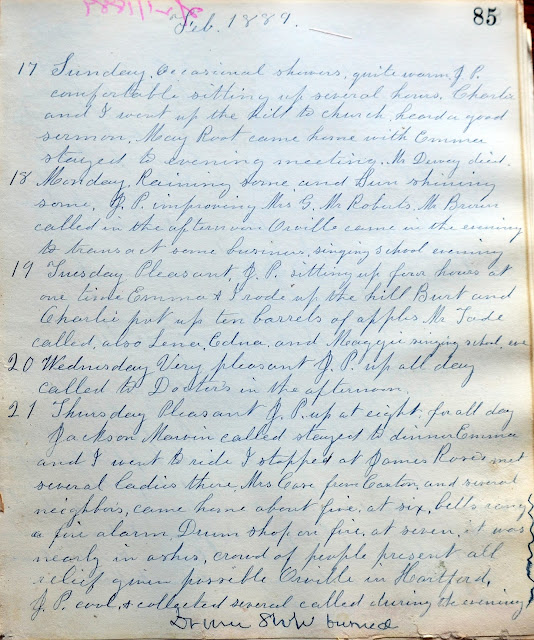 2/21/1889
85
Feb. 1889.
17 Sunday. Occasional showers, quite warm, J. P.
comfortable sitting up several hours. Charlie
and I went up the hill to church, heard a good
sermon. May Root came home with Emma
stayed to evening meeting. Mr Dewey died.
18 Monday. Raining some and Sun shining
some. J. P. improving Mrs G. Mr Roberts. Mr Brown
called in the afternoon Orville came in the evening
to transact some business, singing school evening
19 Tuesday Pleasant, J. P. sitting up four hours at
one time Emma & I rode up the hill Burt and
Charlie put up ten barrels of apples Mr
called, also Lena, Edna, and Maggie singing school, eve
20 Wednesday Very pleasant J. P. up all day
called to Doctors in the afternoon.
21 Thursday Pleasant J. P. up at eight for all day
Jackson Marvin called stayed to dinner Emma
and I went to ride I stopped at James Roses met
several ladies there, Mrs Case from Canton, and several
neighbors, came home about five, at six, bells rang
a fire alarm, Drum shop on fire, at seven, it was
nearly in ashes, crowd of people present all
relief given possible Orville in Hartford,
J. P. cool, & collected several called during the evening
Drum Shop burned